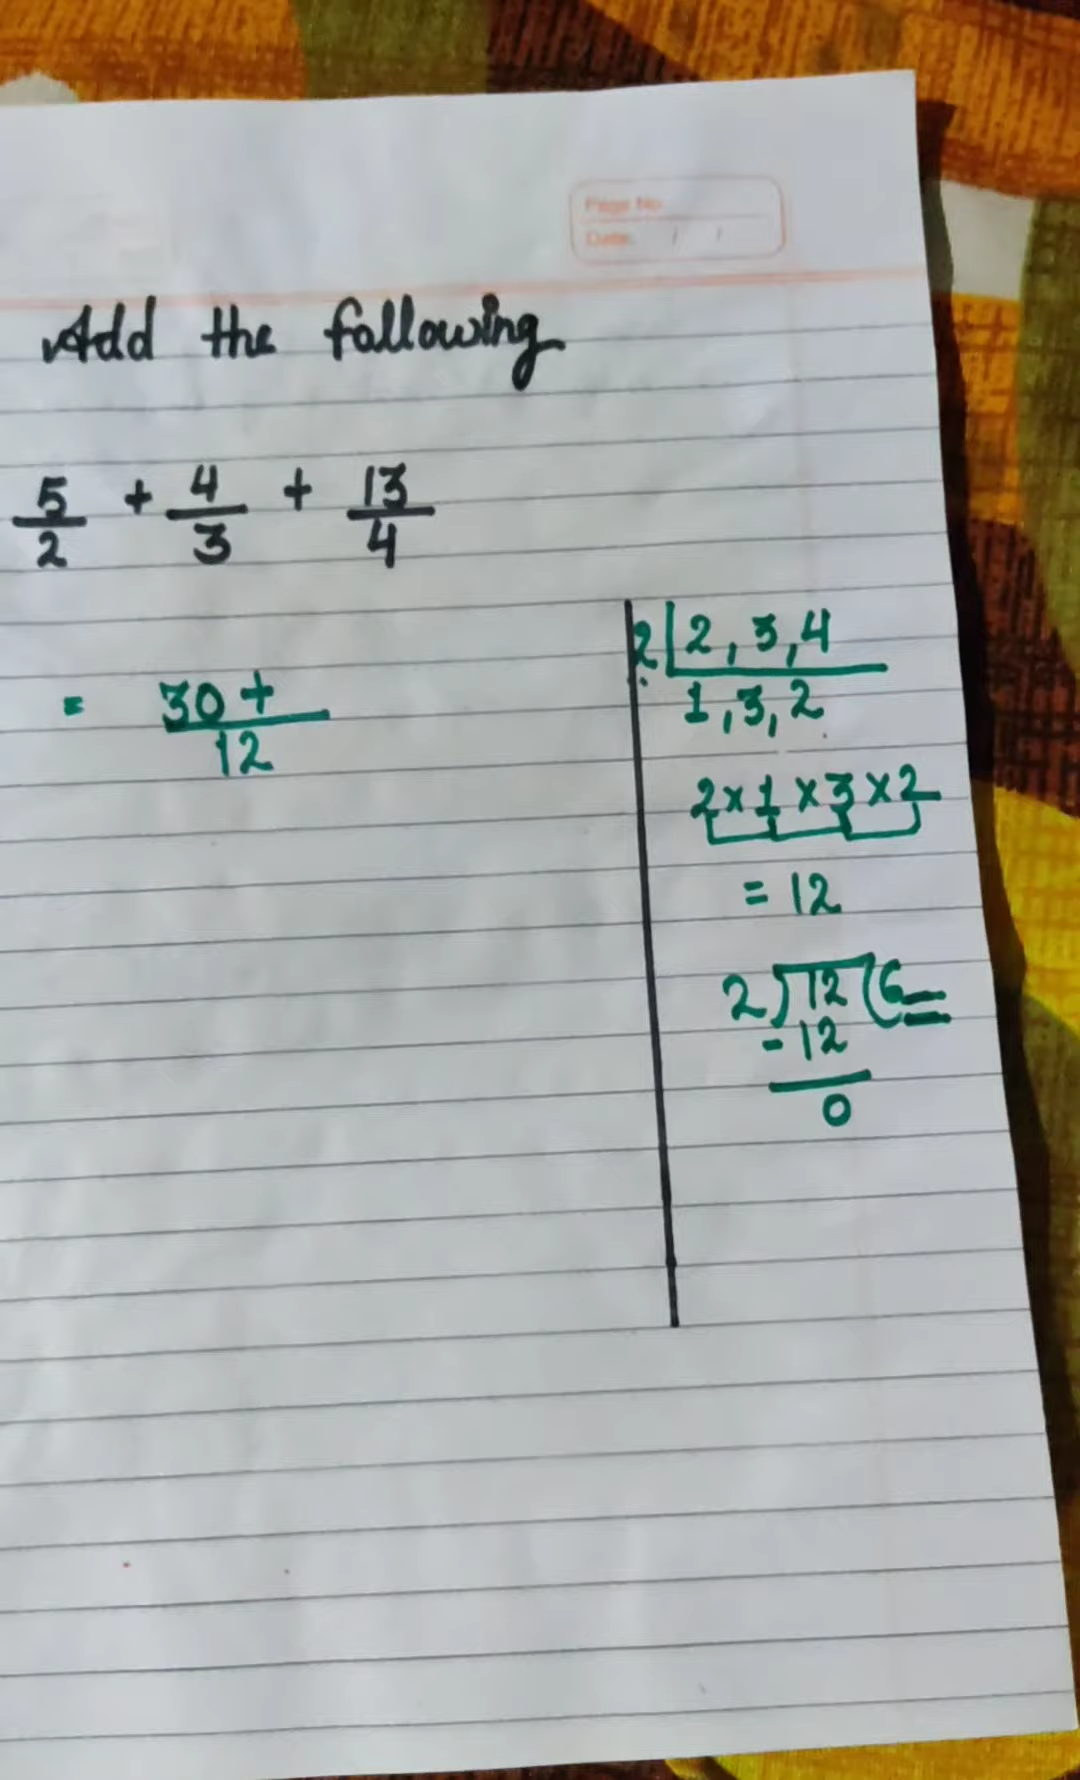 Page No.
Date: / /
Add the following
5/2 + 4/3 + 13/4
= 30 + / 12
2 | 2, 3, 4
1, 3, 2
2 × 1 × 3 × 2
= 12
2 ) 12 ( 6
- 12
0